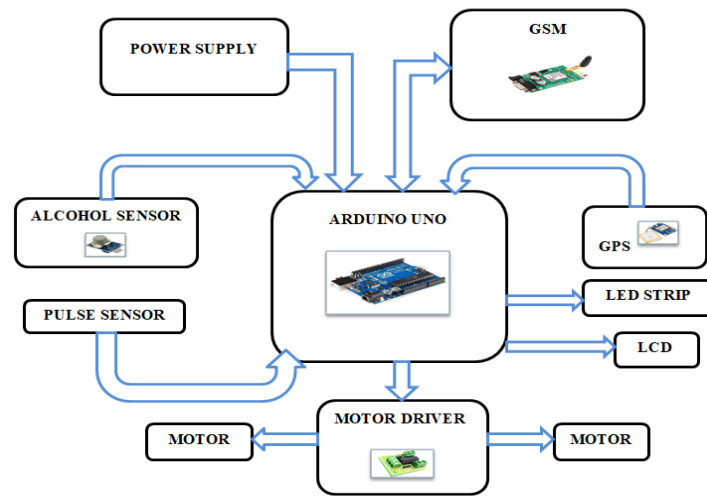 POWER SUPPLY
GSM
ALCOHOL SENSOR
ARDUINO UNO
GPS
PULSE SENSOR
LED STRIP
LCD
MOTOR DRIVER
MOTOR
MOTOR